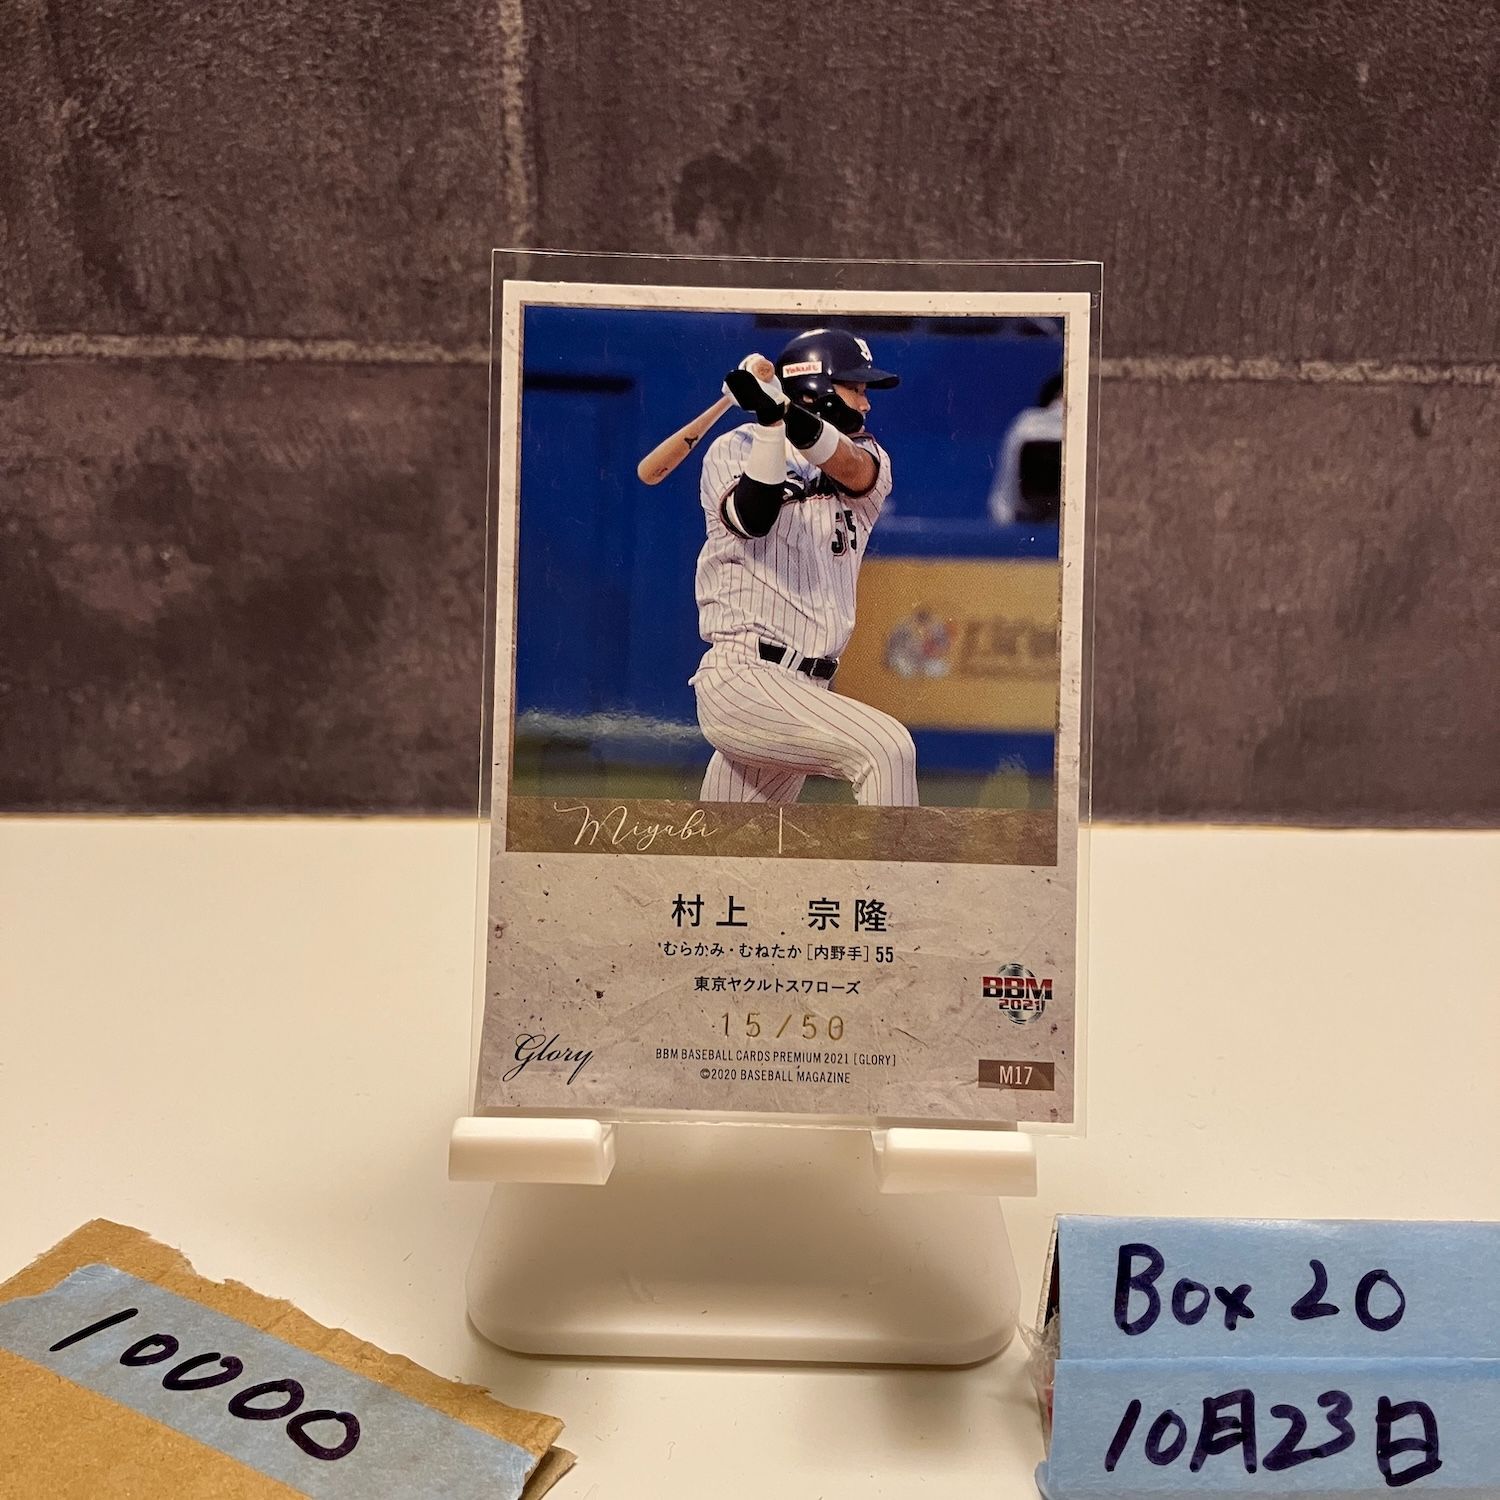 Yakult
55
Miyabi
村上 宗隆
むらかみ・むねたか [内野手] 55
東京ヤクルトスワローズ
BBM
2021
15/50
Glory
BBM BASEBALL CARDS PREMIUM 2021 [GLORY]
©2020 BASEBALL MAGAZINE
M17
10000
Box 20
10月23日